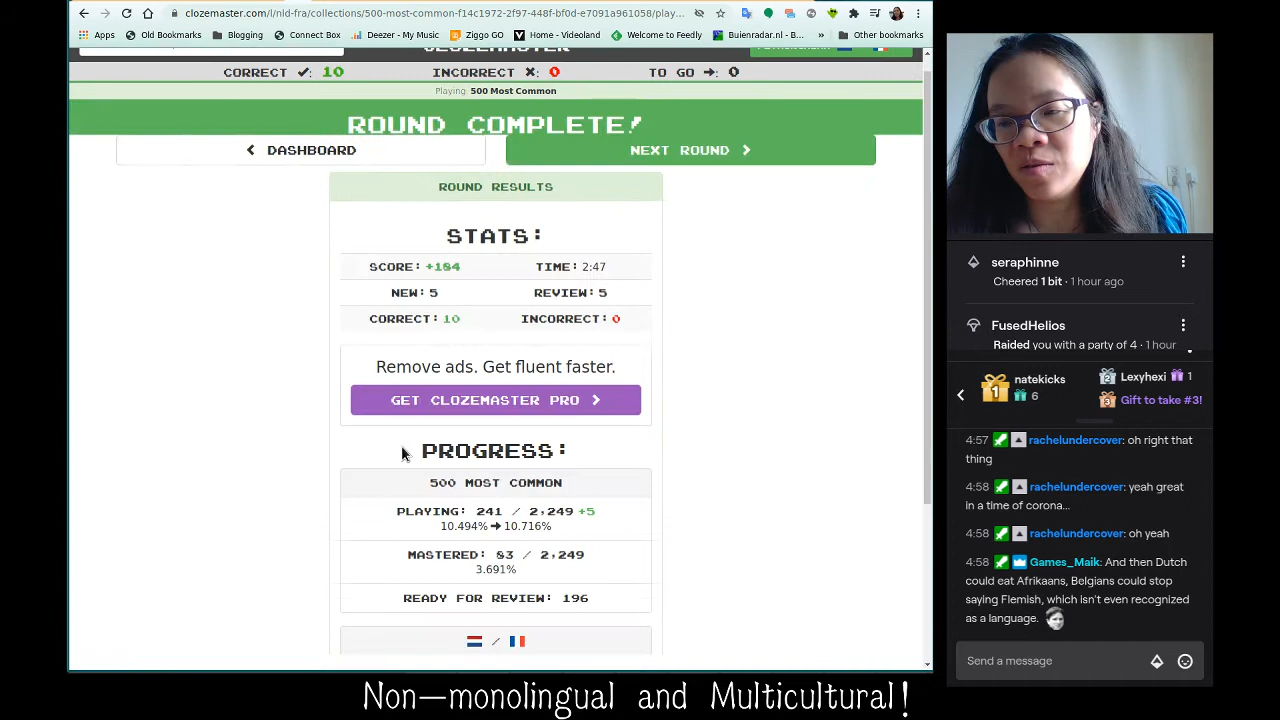 clozemaster.com/l/nld-fra/collections/500-most-common-f14c1972-2f97-448f-bf0d-e7091a961058/play...
Apps Old Bookmarks Blogging Connect Box Deezer - My Music Ziggo GO Home - Videoland Welcome to Feedly Buienradar.nl - B... » Other bookmarks
CORRECT ✓: 10 INCORRECT ✖: 0 TO GO ➔: 0
Playing 500 Most Common
ROUND COMPLETE!
DASHBOARD NEXT ROUND
ROUND RESULTS
STATS:
SCORE: +184 TIME: 2:47
NEW: 5 REVIEW: 5
CORRECT: 10 INCORRECT: 0
Remove ads. Get fluent faster.
GET CLOZEMASTER PRO
PROGRESS:
500 MOST COMMON
PLAYING: 241 / 2,249 +5
10.494% ➔ 10.716%
MASTERED: 83 / 2,249
3.691%
READY FOR REVIEW: 196
/
seraphinne
Cheered 1 bit · 1 hour ago
FusedHelios
Raided you with a party of 4 · 1 hour
1 natekicks
6
2 Lexyhexi 1
3 Gift to take #3!
4:57 rachelundercover: oh right that
thing
4:58 rachelundercover: yeah great
in a time of corona...
4:58 rachelundercover: oh yeah
4:58 Games_Maik: And then Dutch
could eat Afrikaans, Belgians could stop
saying Flemish, which isn't even recognized
as a language.
Send a message
Non-monolingual and Multicultural!